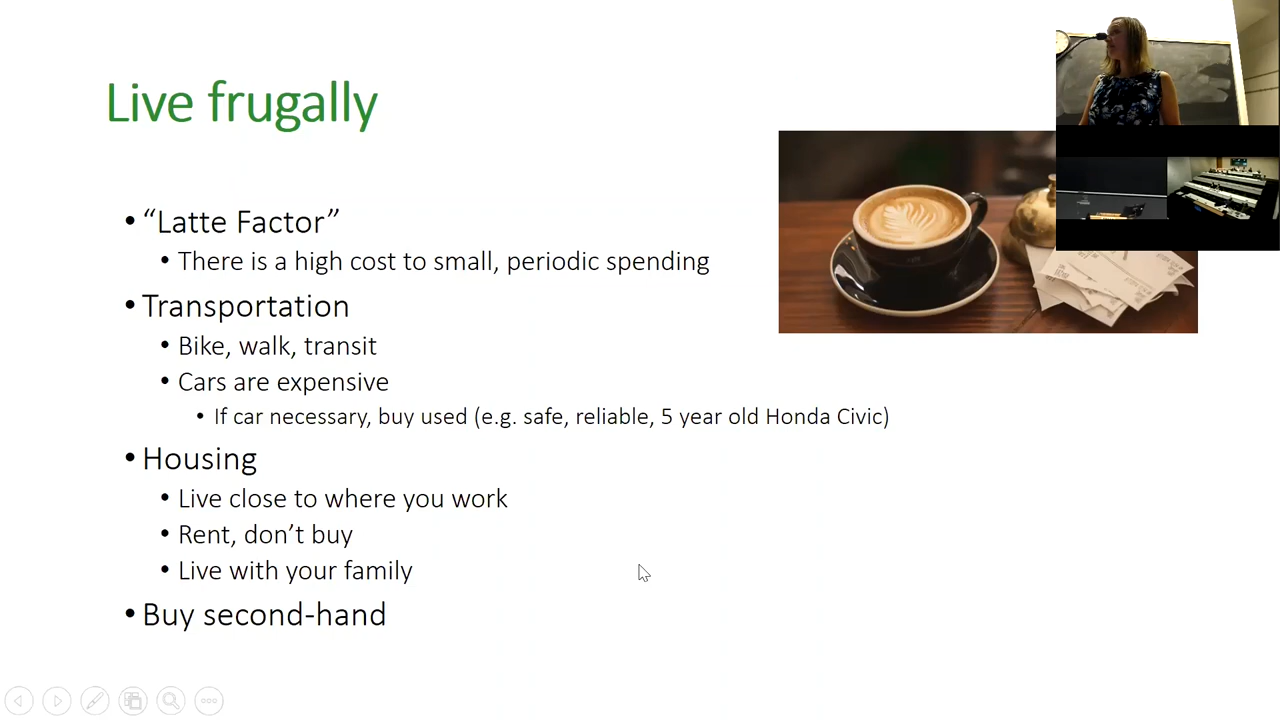 Live frugally
• “Latte Factor”
• There is a high cost to small, periodic spending
• Transportation
• Bike, walk, transit
• Cars are expensive
• If car necessary, buy used (e.g. safe, reliable, 5 year old Honda Civic)
• Housing
• Live close to where you work
• Rent, don’t buy
• Live with your family
• Buy second-hand